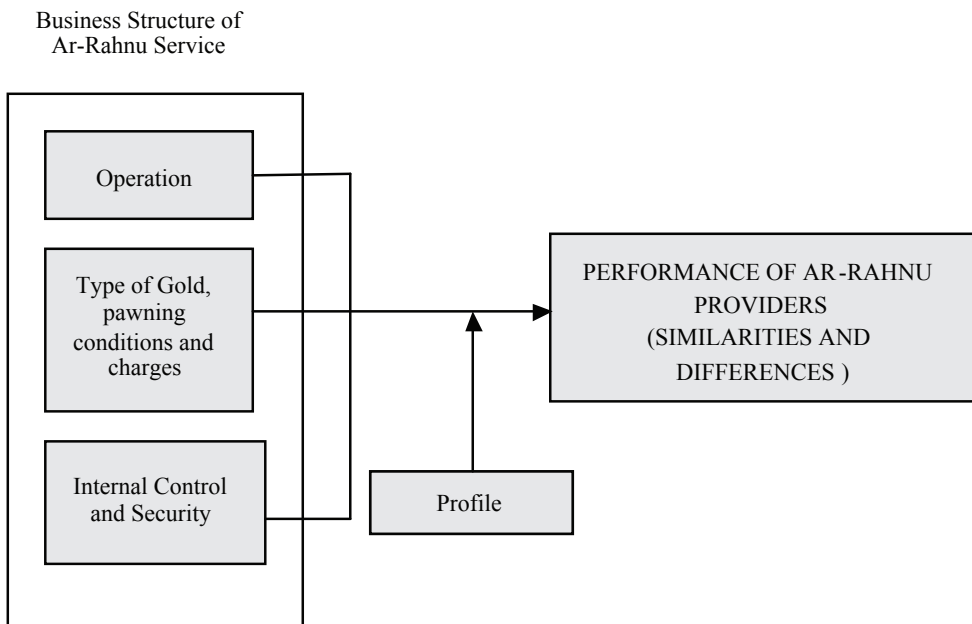 Business Structure of
Ar-Rahnu Service
Operation
Type of Gold,
pawning
conditions and
charges
Internal Control
and Security
Profile
PERFORMANCE OF AR-RAHNU
PROVIDERS
(SIMILARITIES AND
DIFFERENCES )